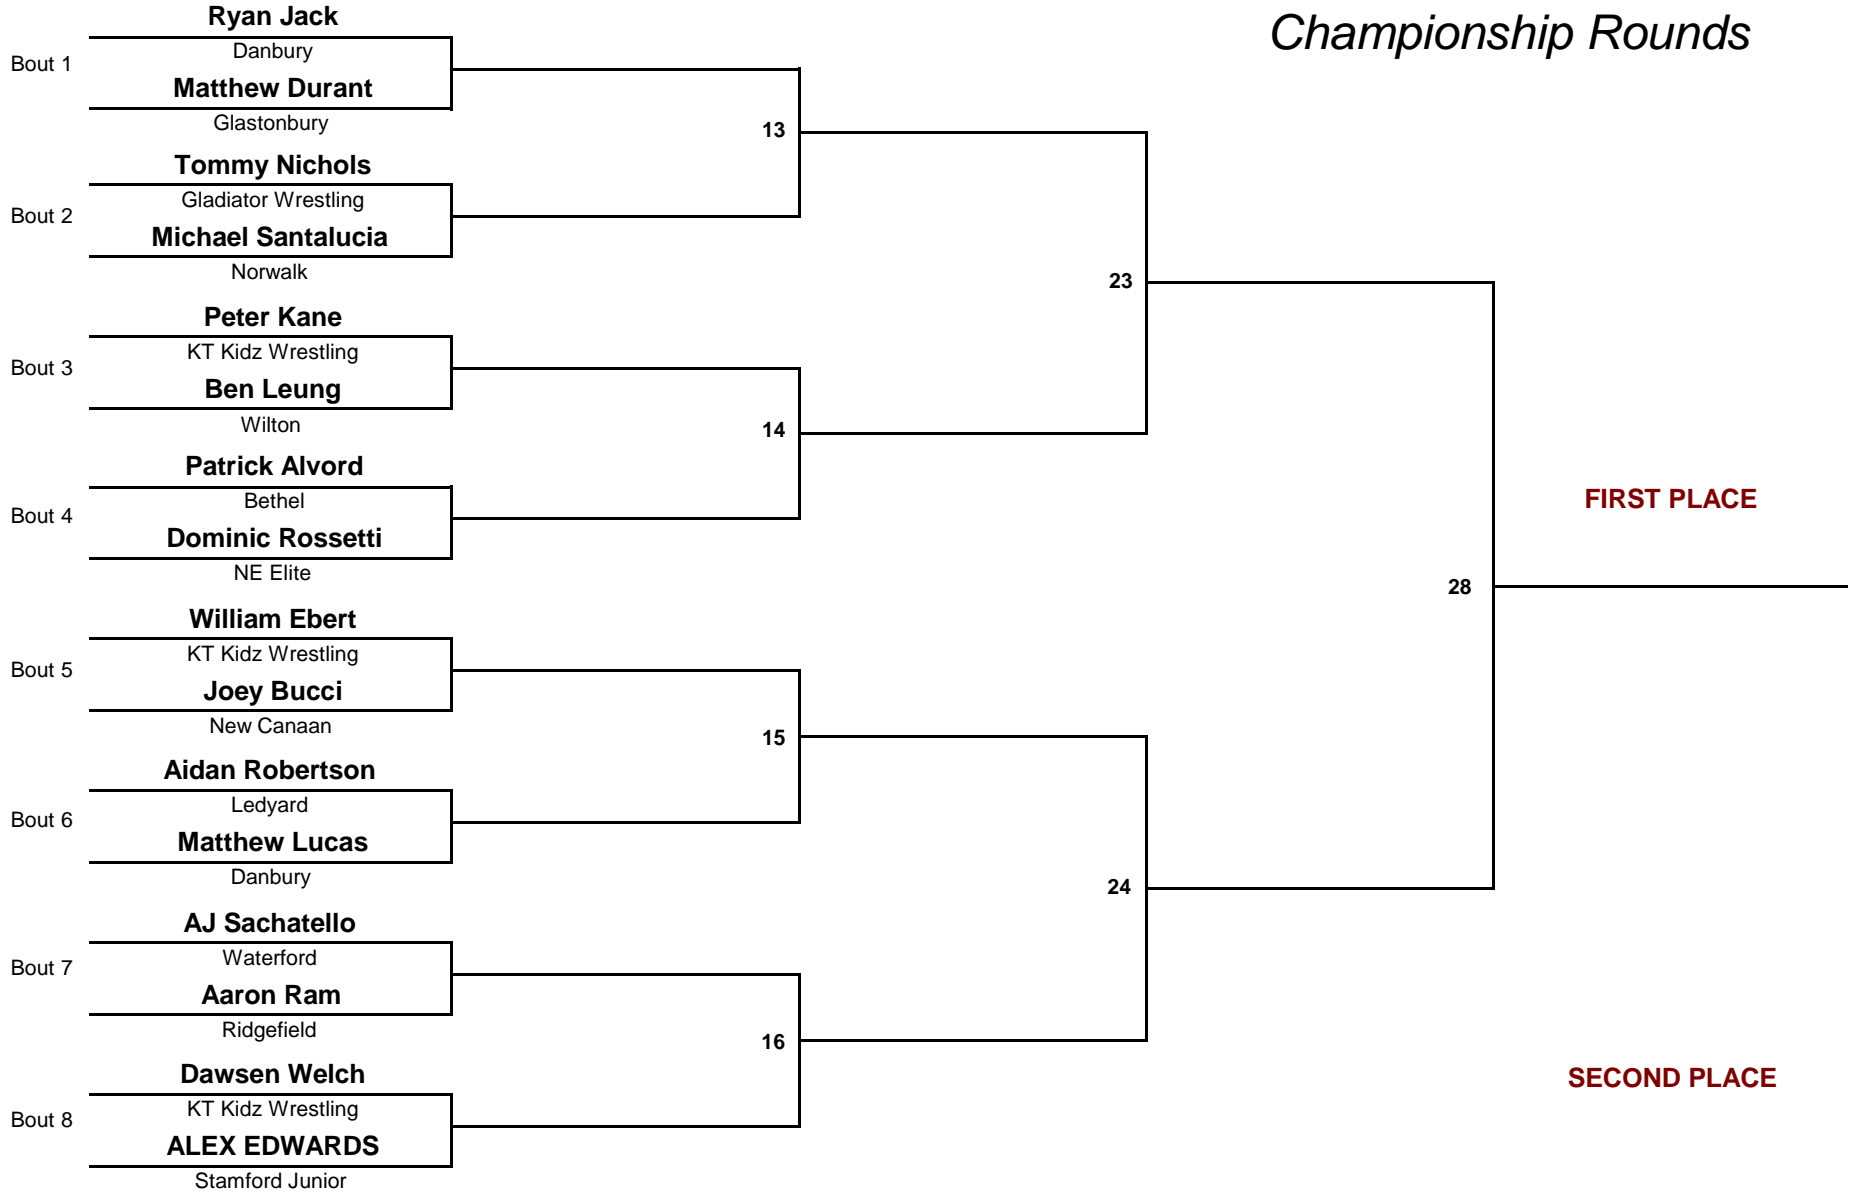 Championship Rounds
Ryan Jack
Bout 1
Danbury
Matthew Durant
Glastonbury
13
Tommy Nichols
Bout 2
Gladiator Wrestling
Michael Santalucia
Norwalk
23
Peter Kane
Bout 3
KT Kidz Wrestling
Ben Leung
Wilton
14
Patrick Alvord
Bout 4
Bethel
Dominic Rossetti
NE Elite
FIRST PLACE
28
William Ebert
Bout 5
KT Kidz Wrestling
Joey Bucci
New Canaan
15
Aidan Robertson
Bout 6
Ledyard
Matthew Lucas
Danbury
24
AJ Sachatello
Bout 7
Waterford
Aaron Ram
Ridgefield
16
Dawsen Welch
Bout 8
KT Kidz Wrestling
ALEX EDWARDS
Stamford Junior
SECOND PLACE